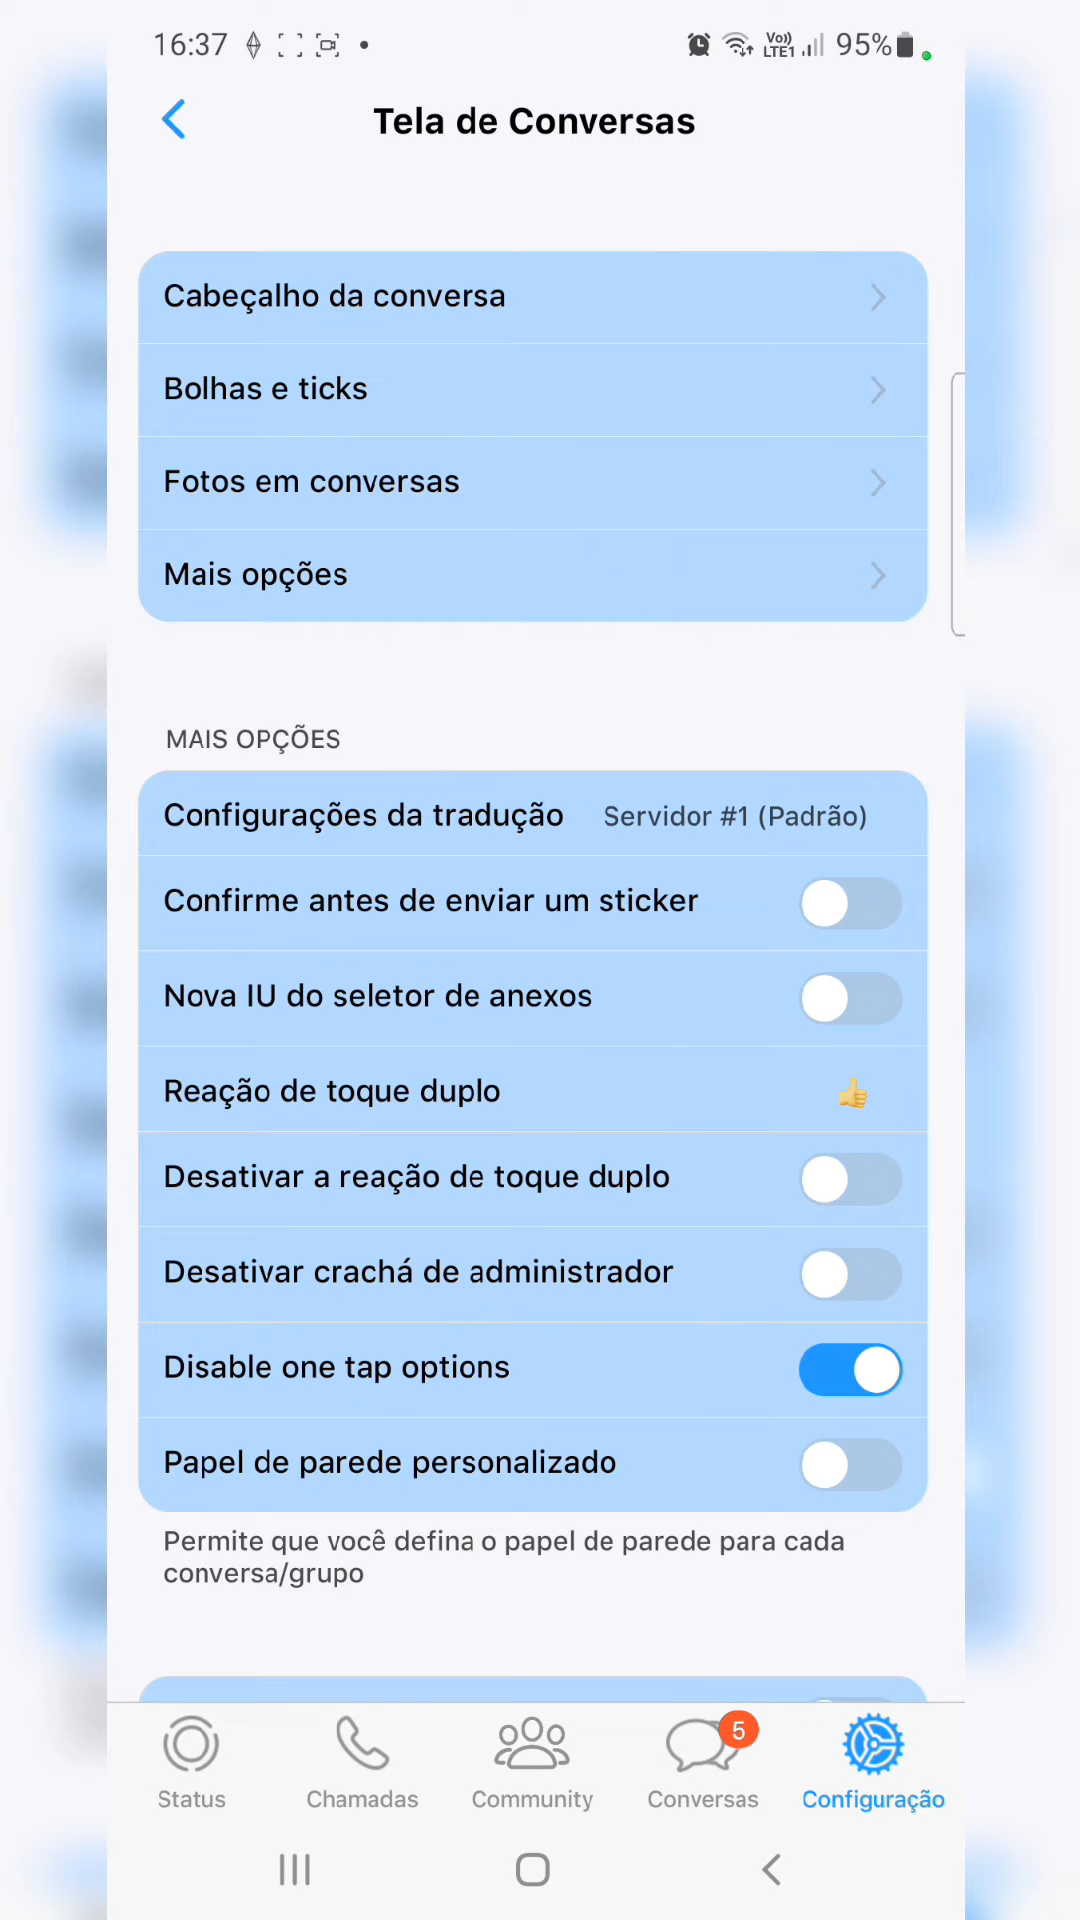 16:37
Vo)) LTE1 95%
Tela de Conversas
Cabeçalho da conversa
Bolhas e ticks
Fotos em conversas
Mais opções
MAIS OPÇÕES
Configurações da tradução Servidor #1 (Padrão)
Confirme antes de enviar um sticker
Nova IU do seletor de anexos
Reação de toque duplo
Desativar a reação de toque duplo
Desativar crachá de administrador
Disable one tap options
Papel de parede personalizado
Permite que você defina o papel de parede para cada
conversa/grupo
5
Status Chamadas Community Conversas Configuração